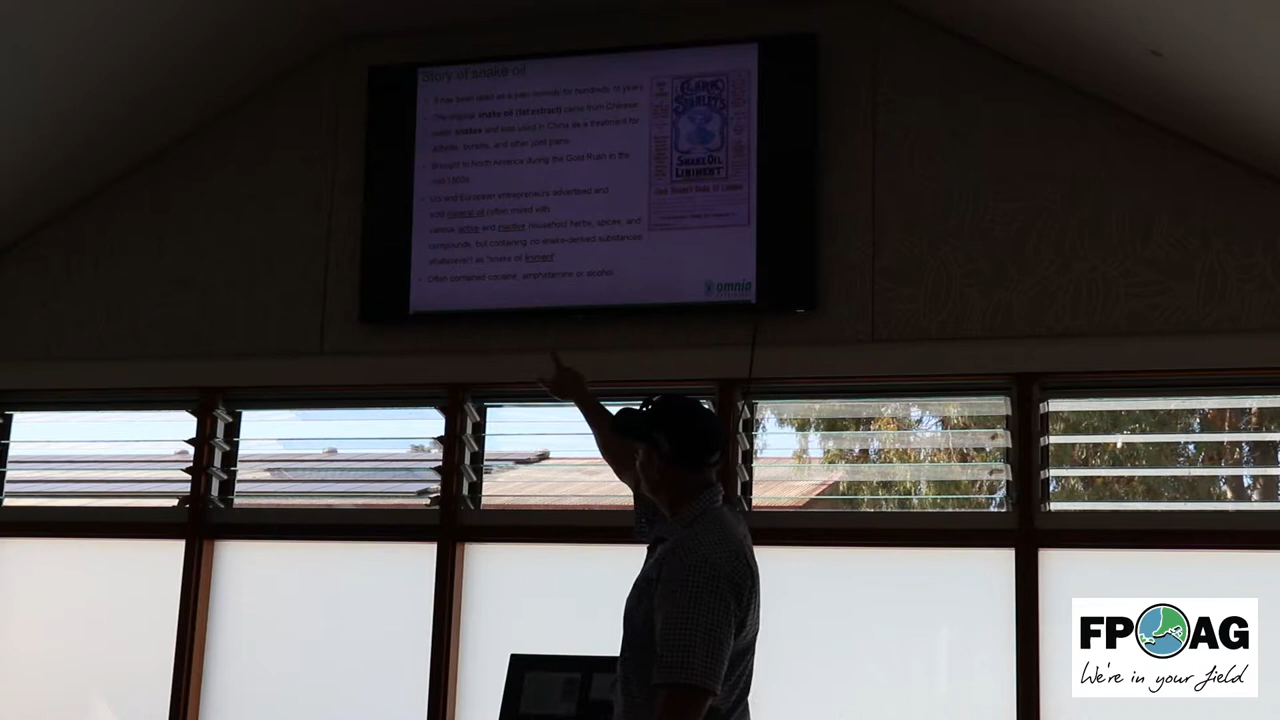 Story of snake oil
It has been used as a pain remedy for hundreds of years
The original snake oil (fat extract) came from Chinese
water snakes and was used in China as a treatment for
arthritis, bursitis, and other joint pains
Brought to North America during the Gold Rush in the
mid 1800s
US and European entrepreneurs advertised and
sold mineral oil (often mixed with
various active and inactive household herbs, spices, and
compounds, but containing no snake-derived substances
whatsoever) as "snake oil liniment"
Often contained cocaine, amphetamine or alcohol
CLARK
STANLEY'S
SNAKE OIL
LINIMENT
omnia
FP AG
We're in your field